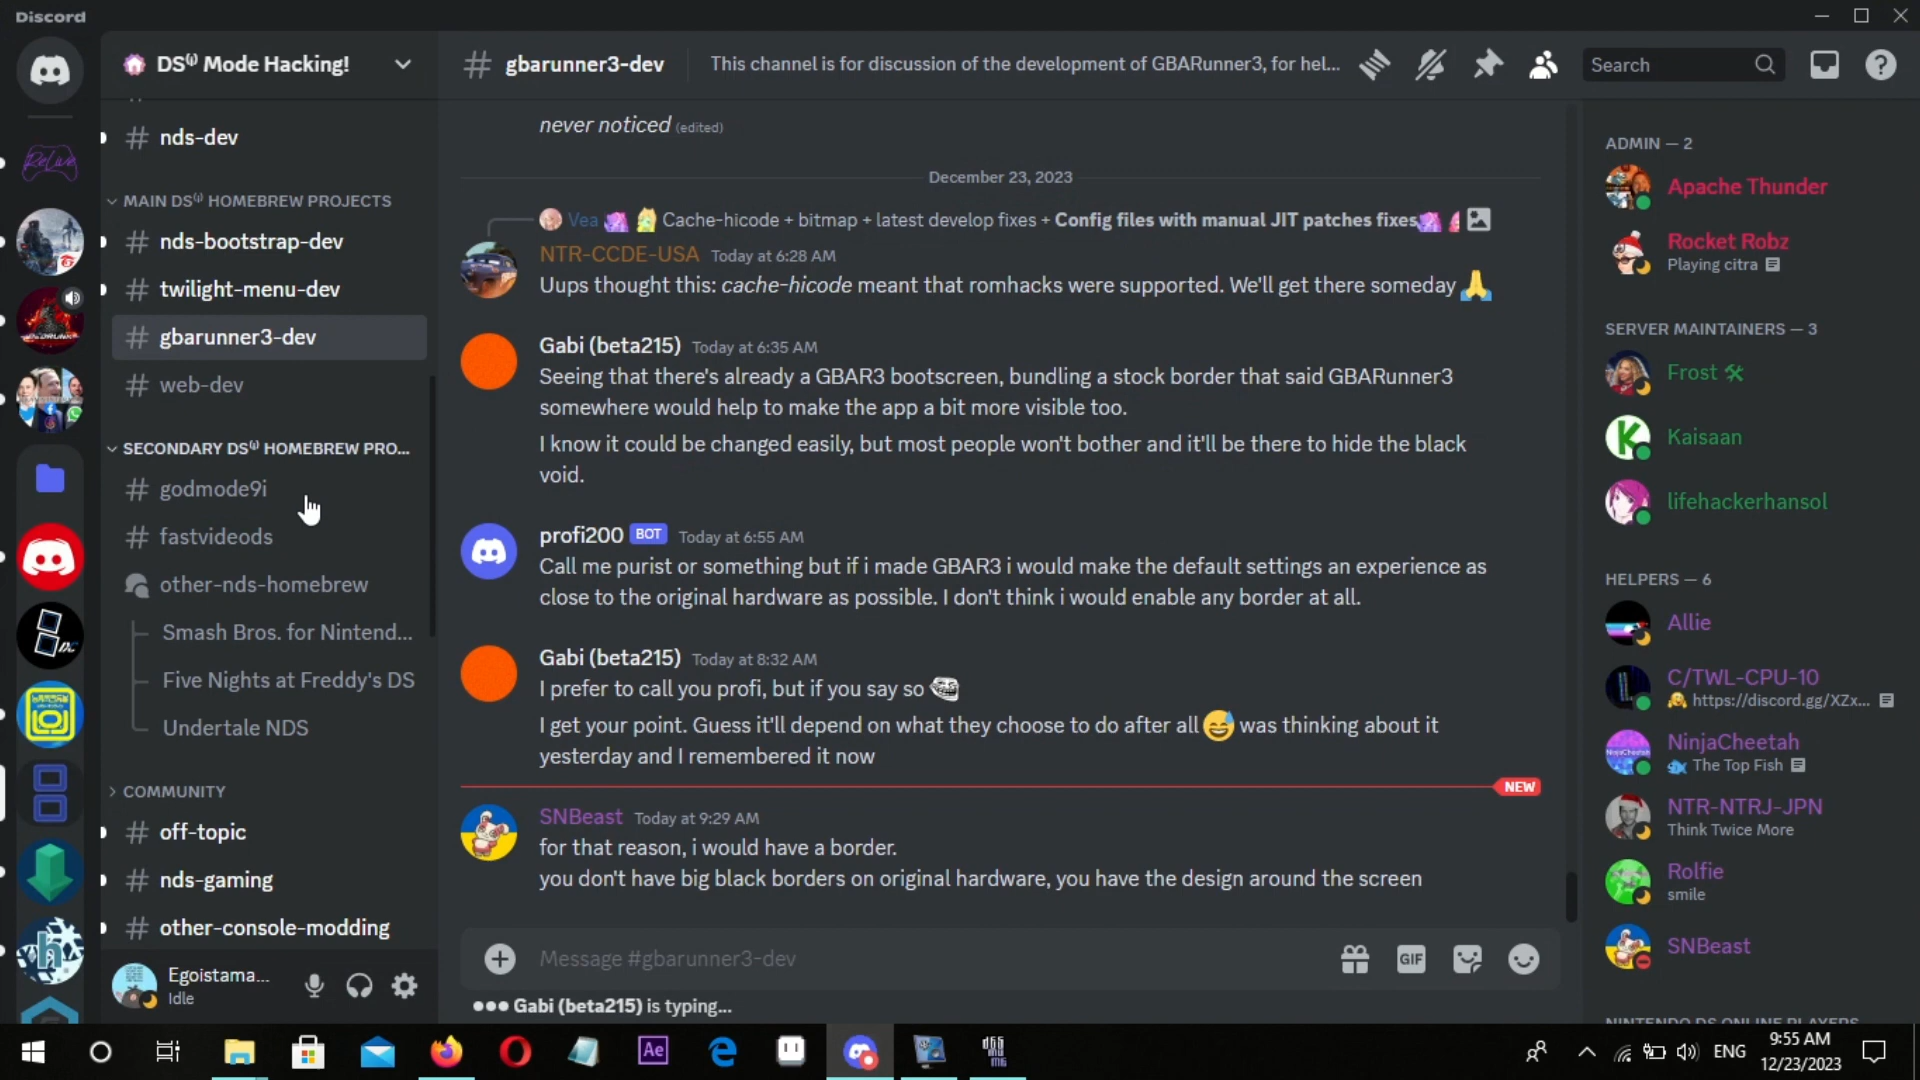 Discord
DS⁽ⁱ⁾ Mode Hacking!
nds-dev
MAIN DS⁽ⁱ⁾ HOMEBREW PROJECTS
nds-bootstrap-dev
twilight-menu-dev
gbarunner3-dev
web-dev
SECONDARY DS⁽ⁱ⁾ HOMEBREW PRO...
godmode9i
fastvideods
other-nds-homebrew
Smash Bros. for Nintend...
Five Nights at Freddy's DS
Undertale NDS
COMMUNITY
off-topic
nds-gaming
other-console-modding
Egoistama...
Idle
# gbarunner3-dev
This channel is for discussion of the development of GBARunner3, for hel...
Search
never noticed (edited)
December 23, 2023
Vea Cache-hicode + bitmap + latest develop fixes + Config files with manual JIT patches fixes
NTR-CCDE-USA Today at 6:28 AM
Uups thought this: cache-hicode meant that romhacks were supported. We'll get there someday 🙏
Gabi (beta215) Today at 6:35 AM
Seeing that there's already a GBAR3 bootscreen, bundling a stock border that said GBARunner3
somewhere would help to make the app a bit more visible too.
I know it could be changed easily, but most people won't bother and it'll be there to hide the black
void.
profi200 BOT Today at 6:55 AM
Call me purist or something but if i made GBAR3 i would make the default settings an experience as
close to the original hardware as possible. I don't think i would enable any border at all.
Gabi (beta215) Today at 8:32 AM
I prefer to call you profi, but if you say so
I get your point. Guess it'll depend on what they choose to do after all 😅 was thinking about it
yesterday and I remembered it now
NEW
SNBeast Today at 9:29 AM
for that reason, i would have a border.
you don't have big black borders on original hardware, you have the design around the screen
Message #gbarunner3-dev
GIF
Gabi (beta215) is typing...
ADMIN — 2
Apache Thunder
Rocket Robz
Playing citra
SERVER MAINTAINERS — 3
Frost 🛠
Kaisaan
lifehackerhansol
HELPERS — 6
Allie
C/TWL-CPU-10
https://discord.gg/XZx...
NinjaCheetah
The Top Fish
NTR-NTRJ-JPN
Think Twice More
Rolfie
smile
SNBeast
NINTENDO DS ONLINE PLAYERS
Ae
ENG
9:55 AM
12/23/2023